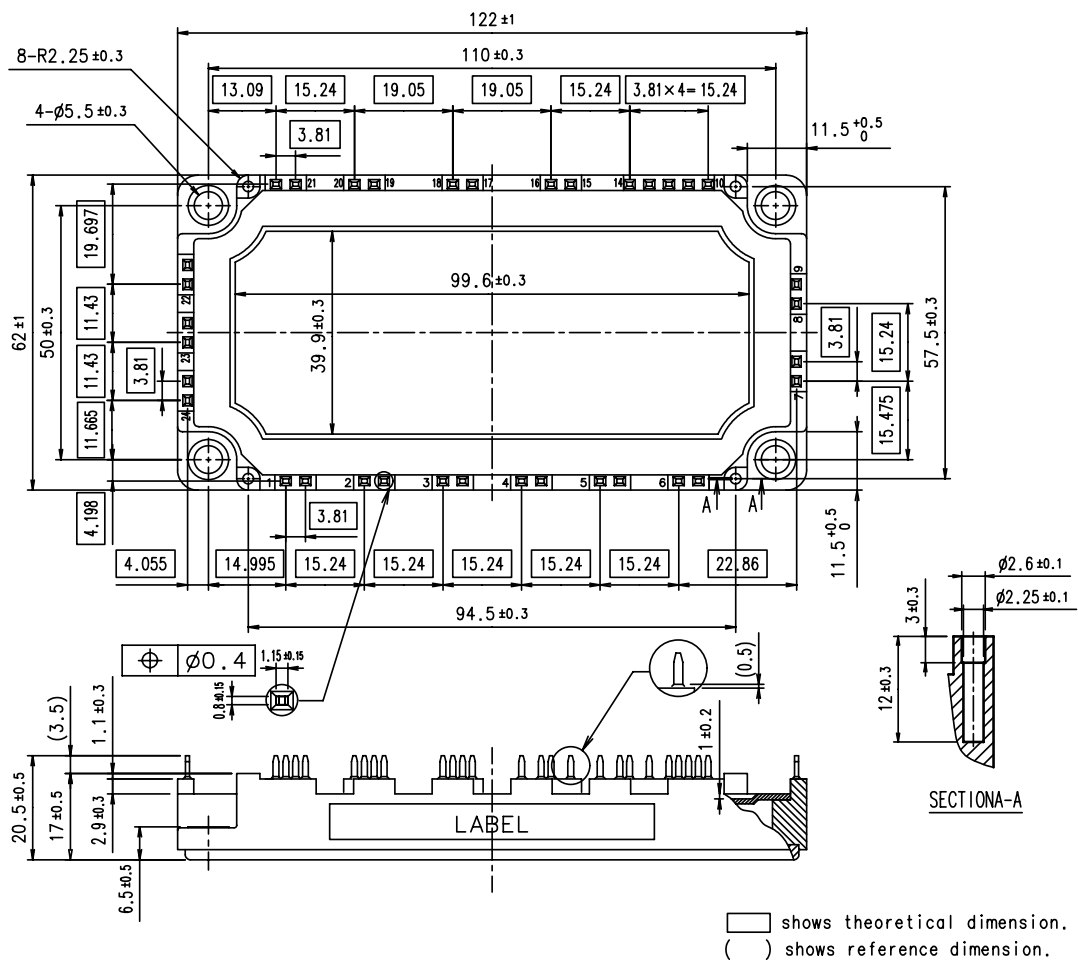 122 ±1
110 ±0.3
8-R2.25 ±0.3
13.09 15.24 19.05 19.05 15.24 3.81×4=15.24
4-ø5.5 ±0.3
3.81
11.5 +0.5 0
21 20 19 18 17 16 15 14 10
62 ±1
50 ±0.3
19.697
11.43
11.43
11.665
4.198
3.81
22
23
24
99.6 ±0.3
39.9 ±0.3
9
8
7
3.81
15.24
15.475
57.5 ±0.3
1 2 3 4 5 6
A A
3.81
11.5 +0.5 0
4.055 14.995 15.24 15.24 15.24 15.24 15.24 22.86
94.5 ±0.3
ø0.4
1.15 ±0.15
0.8 ±0.15
(0.5)
ø2.6 ±0.1
ø2.25 ±0.1
3 ±0.3
12 ±0.3
SECTIONA-A
(3.5)
1.1 ±0.3
1 ±0.2
20.5 ±0.5
17 ±0.5
2.9 ±0.3
6.5 ±0.5
LABEL
shows theoretical dimension.
( ) shows reference dimension.